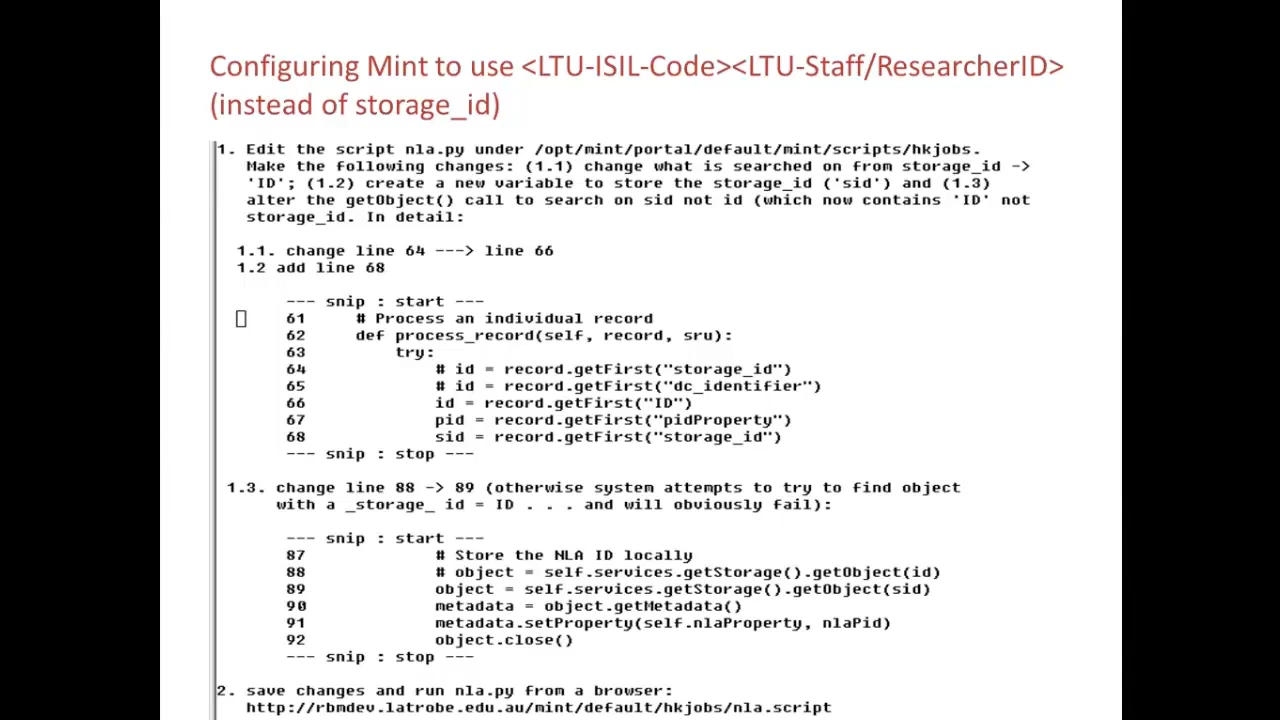 Configuring Mint to use <LTU-ISIL-Code><LTU-Staff/ResearcherID>
(instead of storage_id)
1. Edit the script nla.py under /opt/mint/portal/default/mint/scripts/hkjobs.
Make the following changes: (1.1) change what is searched on from storage_id ->
'ID'; (1.2) create a new variable to store the storage_id ('sid') and (1.3)
alter the getObject() call to search on sid not id (which now contains 'ID' not
storage_id. In detail:
1.1. change line 64 ---> line 66
1.2 add line 68
--- snip : start ---
61 # Process an individual record
62 def process_record(self, record, sru):
63 try:
64 # id = record.getFirst("storage_id")
65 # id = record.getFirst("dc_identifier")
66 id = record.getFirst("ID")
67 pid = record.getFirst("pidProperty")
68 sid = record.getFirst("storage_id")
--- snip : stop ---
1.3. change line 88 -> 89 (otherwise system attempts to try to find object
with a _storage_ id = ID . . . and will obviously fail):
--- snip : start ---
87 # Store the NLA ID locally
88 # object = self.services.getStorage().getObject(id)
89 object = self.services.getStorage().getObject(sid)
90 metadata = object.getMetadata()
91 metadata.setProperty(self.nlaProperty, nlaPid)
92 object.close()
--- snip : stop ---
2. save changes and run nla.py from a browser:
http://rbmdev.latrobe.edu.au/mint/default/hkjobs/nla.script